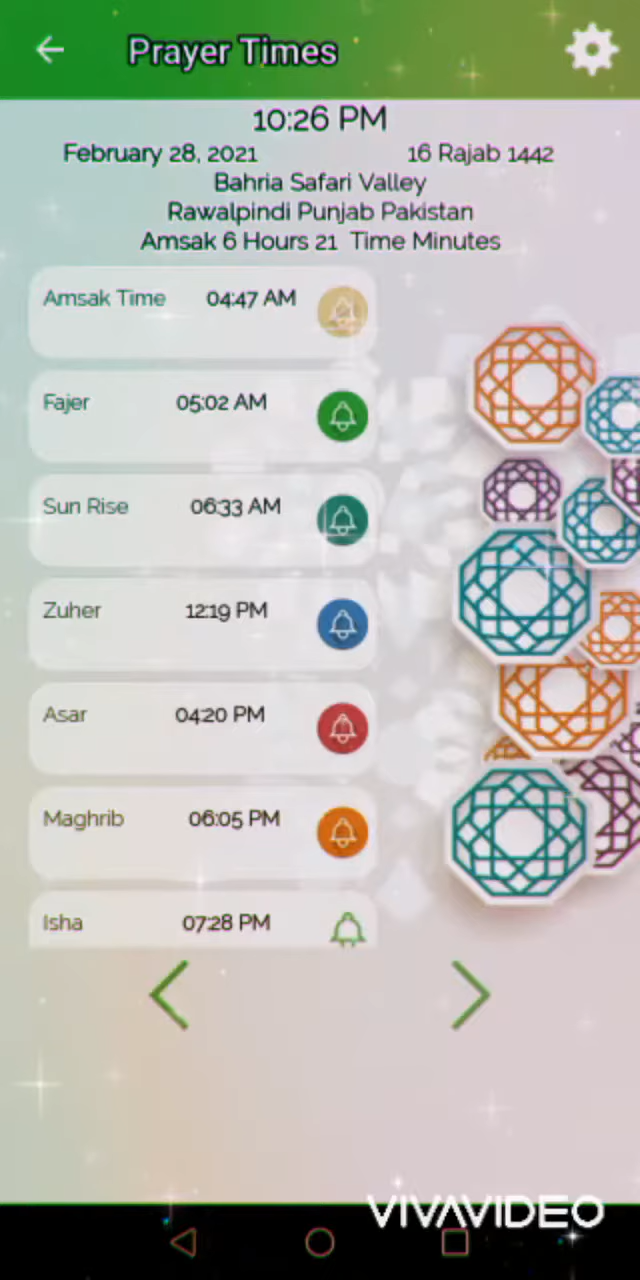 Prayer Times
10:26 PM
February 28, 2021 16 Rajab 1442
Bahria Safari Valley
Rawalpindi Punjab Pakistan
Amsak 6 Hours 21 Time Minutes
Amsak Time 04:47 AM
Fajer 05:02 AM
Sun Rise 06:33 AM
Zuher 12:19 PM
Asar 04:20 PM
Maghrib 06:05 PM
Isha 07:28 PM
VIVAVIDEO